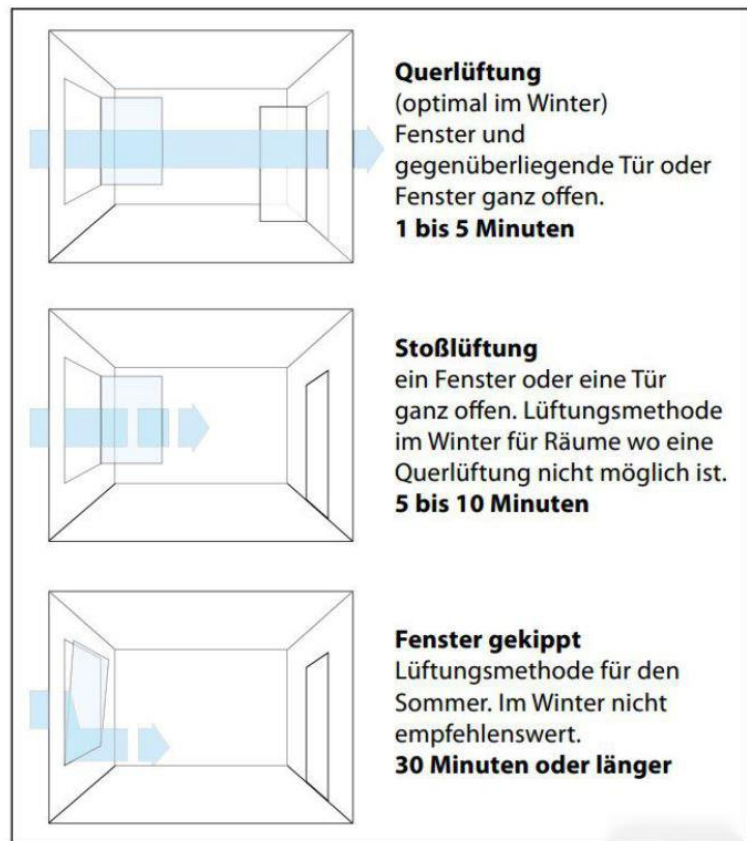 Querlüftung
(optimal im Winter)
Fenster und
gegenüberliegende Tür oder
Fenster ganz offen.
1 bis 5 Minuten
Stoßlüftung
ein Fenster oder eine Tür
ganz offen. Lüftungsmethode
im Winter für Räume wo eine
Querlüftung nicht möglich ist.
5 bis 10 Minuten
Fenster gekippt
Lüftungsmethode für den
Sommer. Im Winter nicht
empfehlenswert.
30 Minuten oder länger